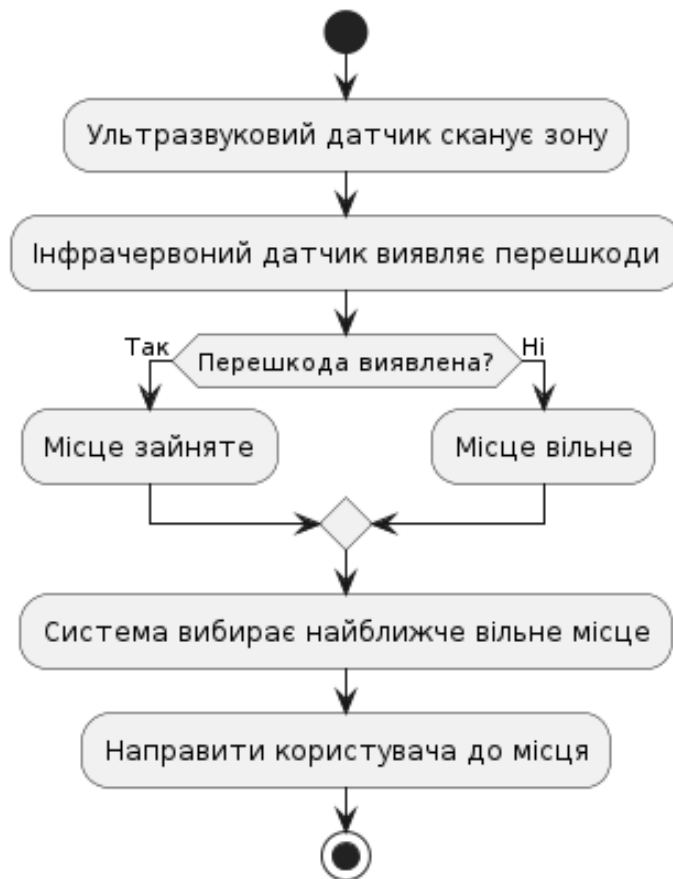 Ультразвуковий датчик сканує зону
Інфрачервоний датчик виявляє перешкоди
Так
Перешкода виявлена?
Ні
Місце зайняте
Місце вільне
Система вибирає найближче вільне місце
Направити користувача до місця